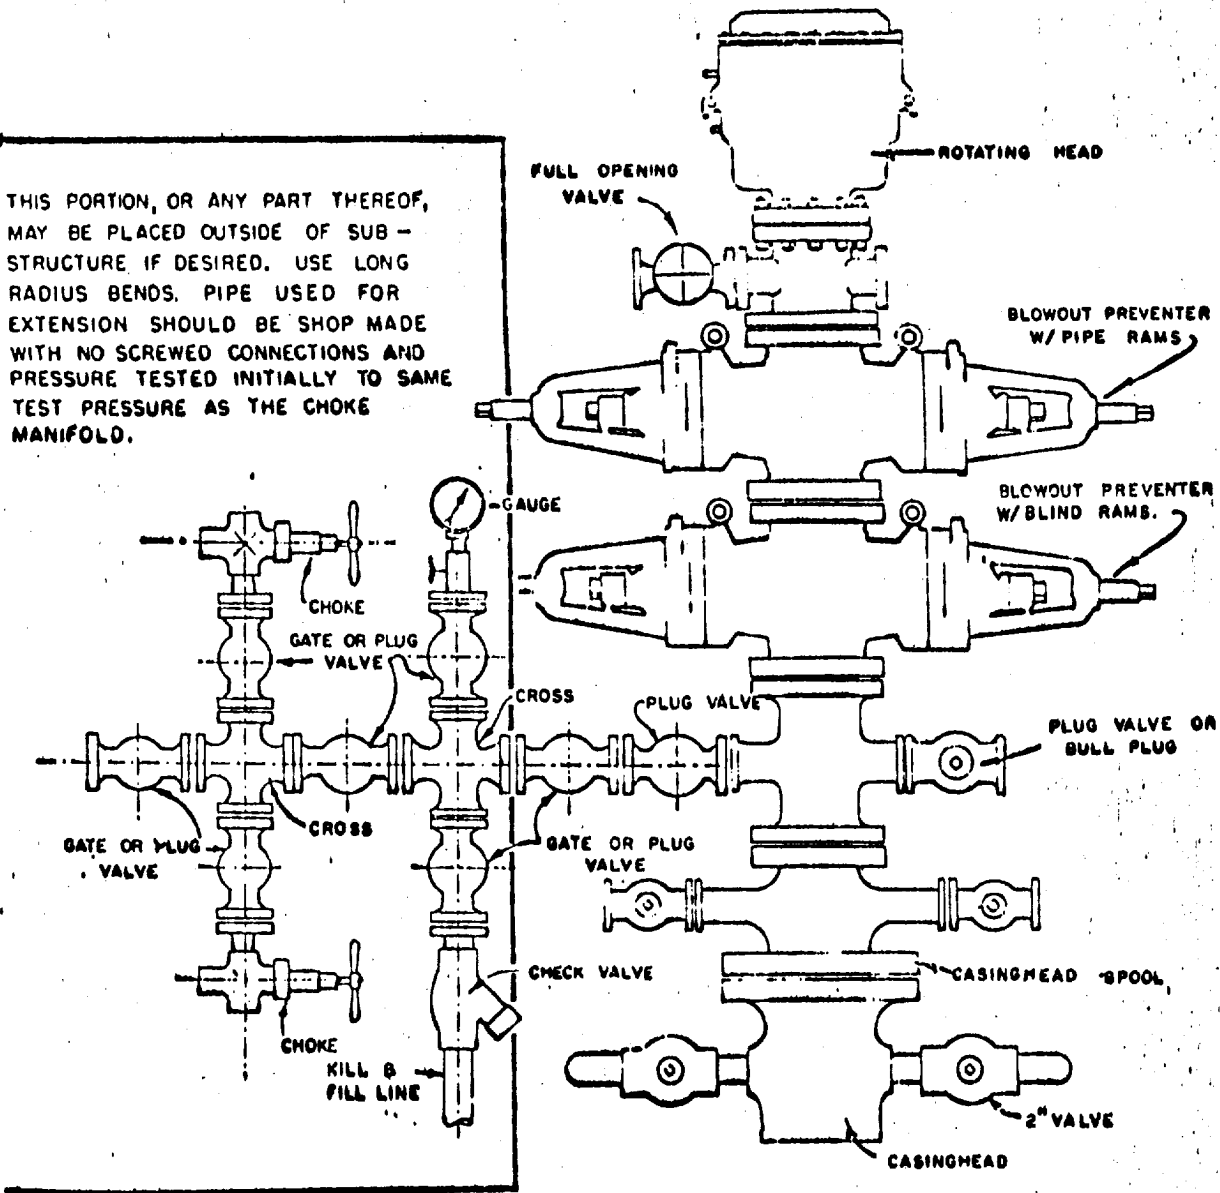 ROTATING HEAD
FULL OPENING
VALVE
THIS PORTION, OR ANY PART THEREOF,
MAY BE PLACED OUTSIDE OF SUB-
STRUCTURE IF DESIRED. USE LONG
RADIUS BENDS. PIPE USED FOR
EXTENSION SHOULD BE SHOP MADE
WITH NO SCREWED CONNECTIONS AND
PRESSURE TESTED INITIALLY TO SAME
TEST PRESSURE AS THE CHOKE
MANIFOLD.
BLOWOUT PREVENTER
W/PIPE RAMS
BLOWOUT PREVENTER
W/BLIND RAMS.
GAUGE
CHOKE
GATE OR PLUG
VALVE
CROSS
PLUG VALVE
PLUG VALVE OR
BULL PLUG
CROSS
GATE OR PLUG
VALVE
GATE OR PLUG
VALVE
CHECK VALVE
CASINGHEAD SPOOL
CHOKE
KILL &
FILL LINE
2" VALVE
CASINGHEAD